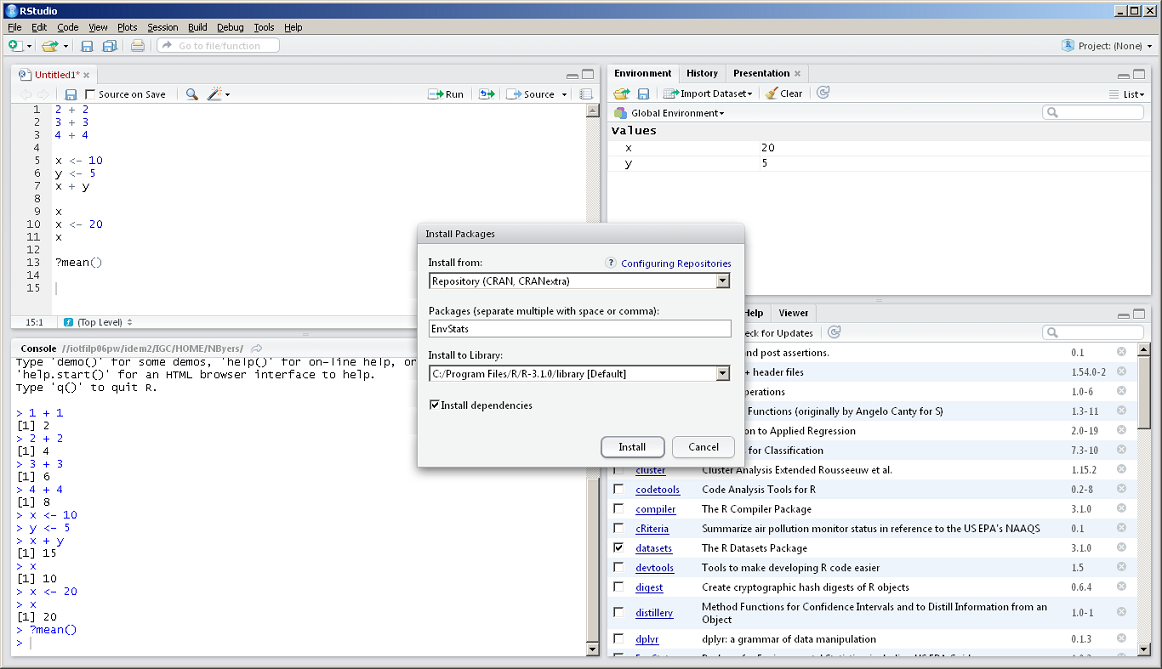 RStudio
File Edit Code View Plots Session Build Debug Tools Help
Go to file/function
Project: (None)
Untitled1*
Source on Save
Run
Source
1 2 + 2
2 3 + 3
3 4 + 4
4
5 x <- 10
6 y <- 5
7 x + y
8
9 x
10 x <- 20
11 x
12
13 ?mean()
14
15
15:1 (Top Level)
Console //iotfilp06pw/idem2/IGC/HOME/NByers/
Type 'demo()' for some demos, 'help()' for on-line help, or
'help.start()' for an HTML browser interface to help.
Type 'q()' to quit R.
> 1 + 1
[1] 2
> 2 + 2
[1] 4
> 3 + 3
[1] 6
> 4 + 4
[1] 8
> x <- 10
> y <- 5
> x + y
[1] 15
> x
[1] 10
> x <- 20
> x
[1] 20
> ?mean()
>
Environment History Presentation
Import Dataset Clear
List
Global Environment
Values
x 20
y 5
Install Packages
Install from: ? Configuring Repositories
Repository (CRAN, CRANextra)
Packages (separate multiple with space or comma):
EnvStats
Install to Library:
C:/Program Files/R/R-3.1.0/library [Default]
Install dependencies
Install Cancel
Help Viewer
Check for Updates
and post assertions. 0.1
+ header files 1.54.0-2
perations 1.0-6
Functions (originally by Angelo Canty for S) 1.3-11
on to Applied Regression 2.0-19
for Classification 7.3-10
cluster Cluster Analysis Extended Rousseeuw et al. 1.15.2
codetools Code Analysis Tools for R 0.2-8
compiler The R Compiler Package 3.1.0
cRiteria Summarize air pollution monitor status in reference to the US EPA's NAAQS 0.1
datasets The R Datasets Package 3.1.0
devtools Tools to make developing R code easier 1.5
digest Create cryptographic hash digests of R objects 0.6.4
distillery Method Functions for Confidence Intervals and to Distill Information from an
Object 1.0-1
dplyr dplyr: a grammar of data manipulation 0.1.3